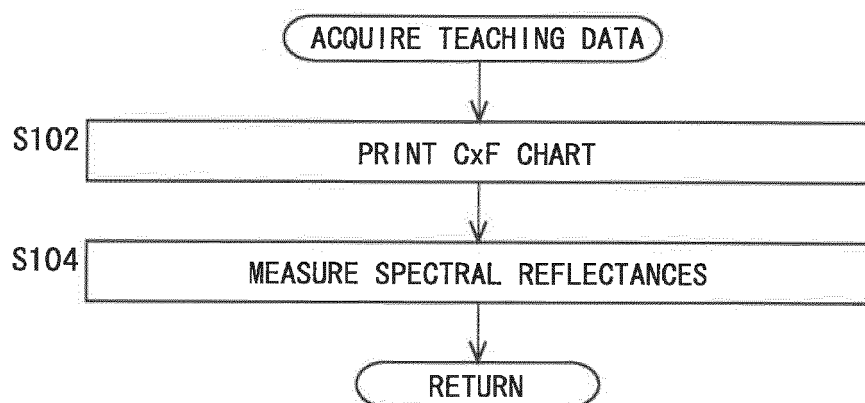 ACQUIRE TEACHING DATA
S102
PRINT CxF CHART
S104
MEASURE SPECTRAL REFLECTANCES
RETURN